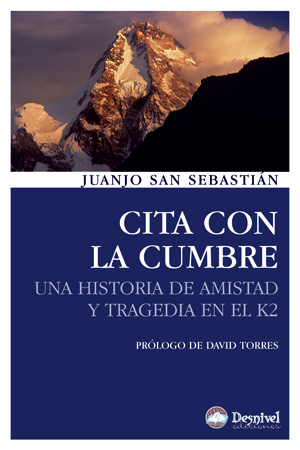 JUANJO SAN SEBASTIÁN
CITA CON
LA CUMBRE
UNA HISTORIA DE AMISTAD
Y TRAGEDIA EN EL K2
PRÓLOGO DE DAVID TORRES
Desnivel
ediciones